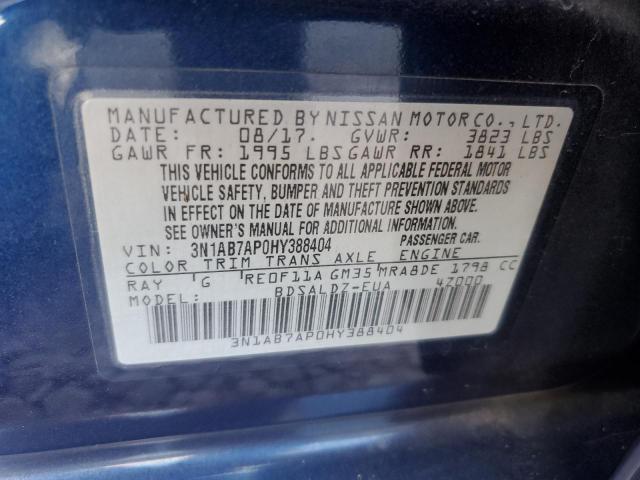 MANUFACTURED BY NISSAN MOTOR CO., LTD.
DATE: 08/17. GVWR: 3823 LBS
GAWR FR: 1995 LBS GAWR RR: 1841 LBS
THIS VEHICLE CONFORMS TO ALL APPLICABLE FEDERAL MOTOR
VEHICLE SAFETY, BUMPER AND THEFT PREVENTION STANDARDS
IN EFFECT ON THE DATE OF MANUFACTURE SHOWN ABOVE.
SEE OWNER'S MANUAL FOR ADDITIONAL INFORMATION.
VIN: 3N1AB7AP0HY388404 PASSENGER CAR.
COLOR TRIM TRANS AXLE ENGINE
RAY G RE0F11A GM35 MRA8DE 1798 CC
MODEL: BDSALDZ-EUA 4Z000
3N1AB7AP0HY388404